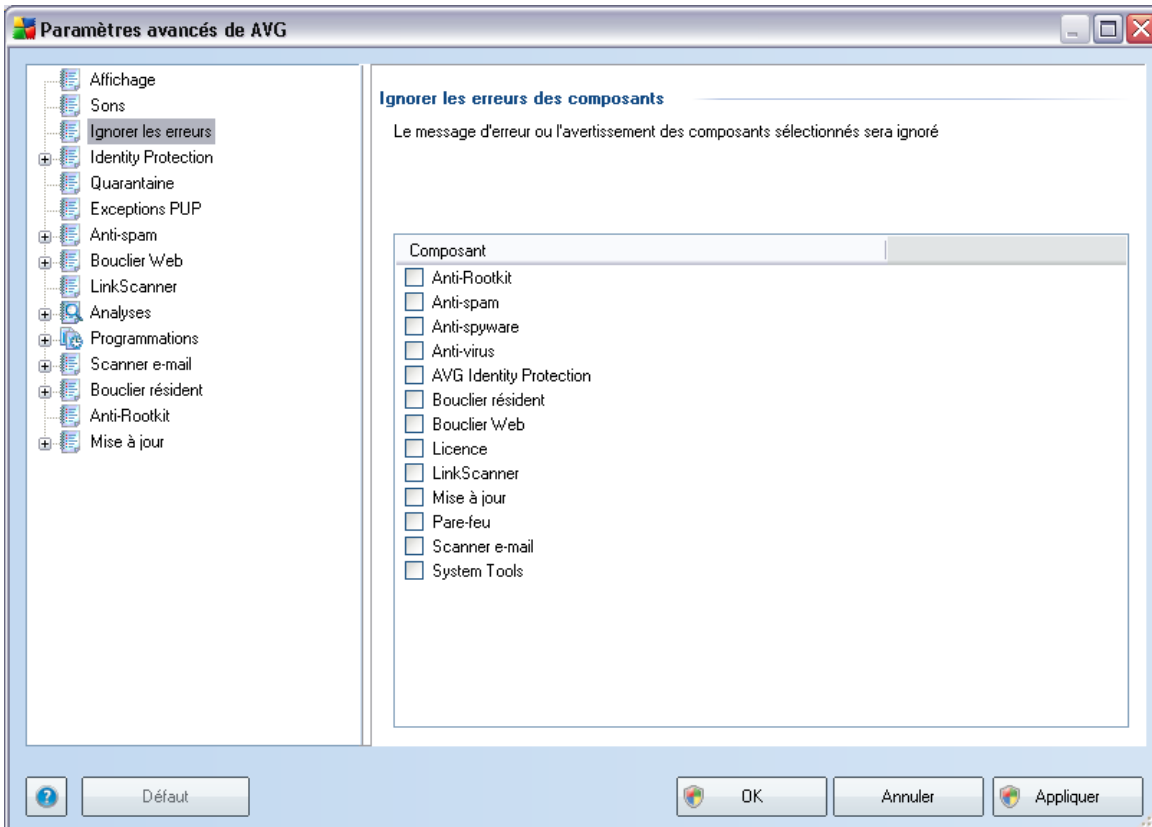 Paramètres avancés de AVG
Affichage
Sons
Ignorer les erreurs
Identity Protection
Quarantaine
Exceptions PUP
Anti-spam
Bouclier Web
LinkScanner
Analyses
Programmations
Scanner e-mail
Bouclier résident
Anti-Rootkit
Mise à jour
Ignorer les erreurs des composants
Le message d'erreur ou l'avertissement des composants sélectionnés sera ignoré
Composant
Anti-Rootkit
Anti-spam
Anti-spyware
Anti-virus
AVG Identity Protection
Bouclier résident
Bouclier Web
Licence
LinkScanner
Mise à jour
Pare-feu
Scanner e-mail
System Tools
Défaut
OK
Annuler
Appliquer